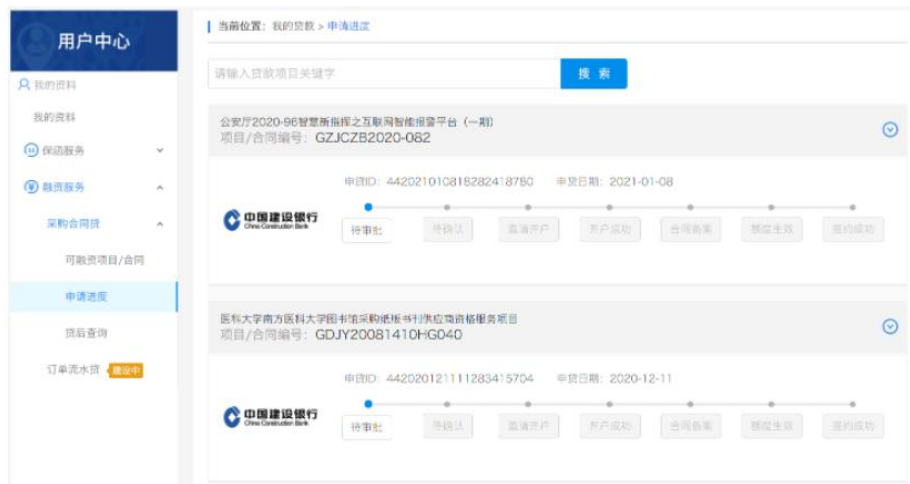 用户中心
我的资料
我的资料
保函服务
融资服务
采购合同贷
可融资项目/合同
申请进度
贷后查询
订单流水贷 建设中
当前位置：我的贷款 > 申请进度
请输入贷款项目关键字
搜 索
公安厅2020-96智慧新指挥之互联网智能报警平台（一期）
项目/合同编号：GZJCZB2020-082
申贷ID：442021010818282418780 申贷日期：2021-01-08
中国建设银行
China Construction Bank
待审批 待确认 邀请开户 开户成功 合同备案 额度生效 签约成功
医科大学南方医科大学图书馆采购纸版书刊供应商资格服务项目
项目/合同编号：GDJY20081410HG040
申贷ID：442020121111283415704 申贷日期：2020-12-11
中国建设银行
China Construction Bank
待审批 待确认 邀请开户 开户成功 合同备案 额度生效 签约成功